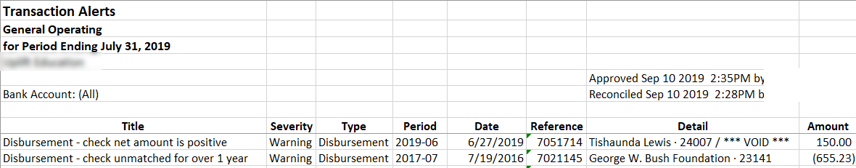 Transaction Alerts
General Operating
for Period Ending July 31, 2019
Approved Sep 10 2019 2:35PM by
Bank Account: (All) Reconciled Sep 10 2019 2:28PM by
Title Severity Type Period Date Reference Detail Amount
Disbursement - check net amount is positive Warning Disbursement 2019-06 6/27/2019 7051714 Tishaunda Lewis · 24007 / *** VOID *** 150.00
Disbursement - check unmatched for over 1 year Warning Disbursement 2017-07 7/19/2016 7021145 George W. Bush Foundation · 23141 (655.23)